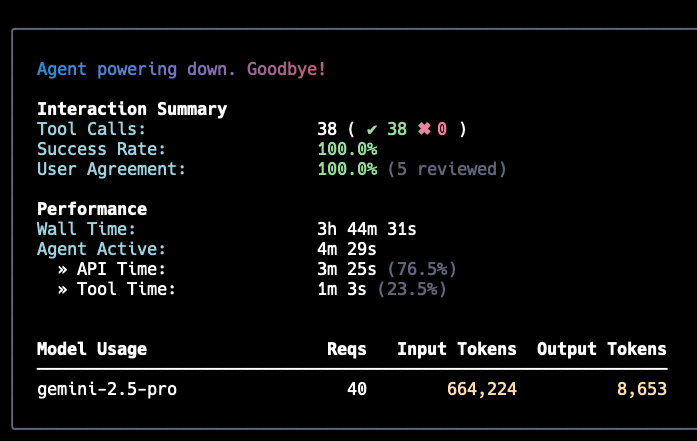 Agent powering down. Goodbye!
Interaction Summary
Tool Calls: 38 ( ✔ 38 ✖ 0 )
Success Rate: 100.0%
User Agreement: 100.0% (5 reviewed)
Performance
Wall Time: 3h 44m 31s
Agent Active: 4m 29s
» API Time: 3m 25s (76.5%)
» Tool Time: 1m 3s (23.5%)
Model Usage Reqs Input Tokens Output Tokens
gemini-2.5-pro 40 664,224 8,653